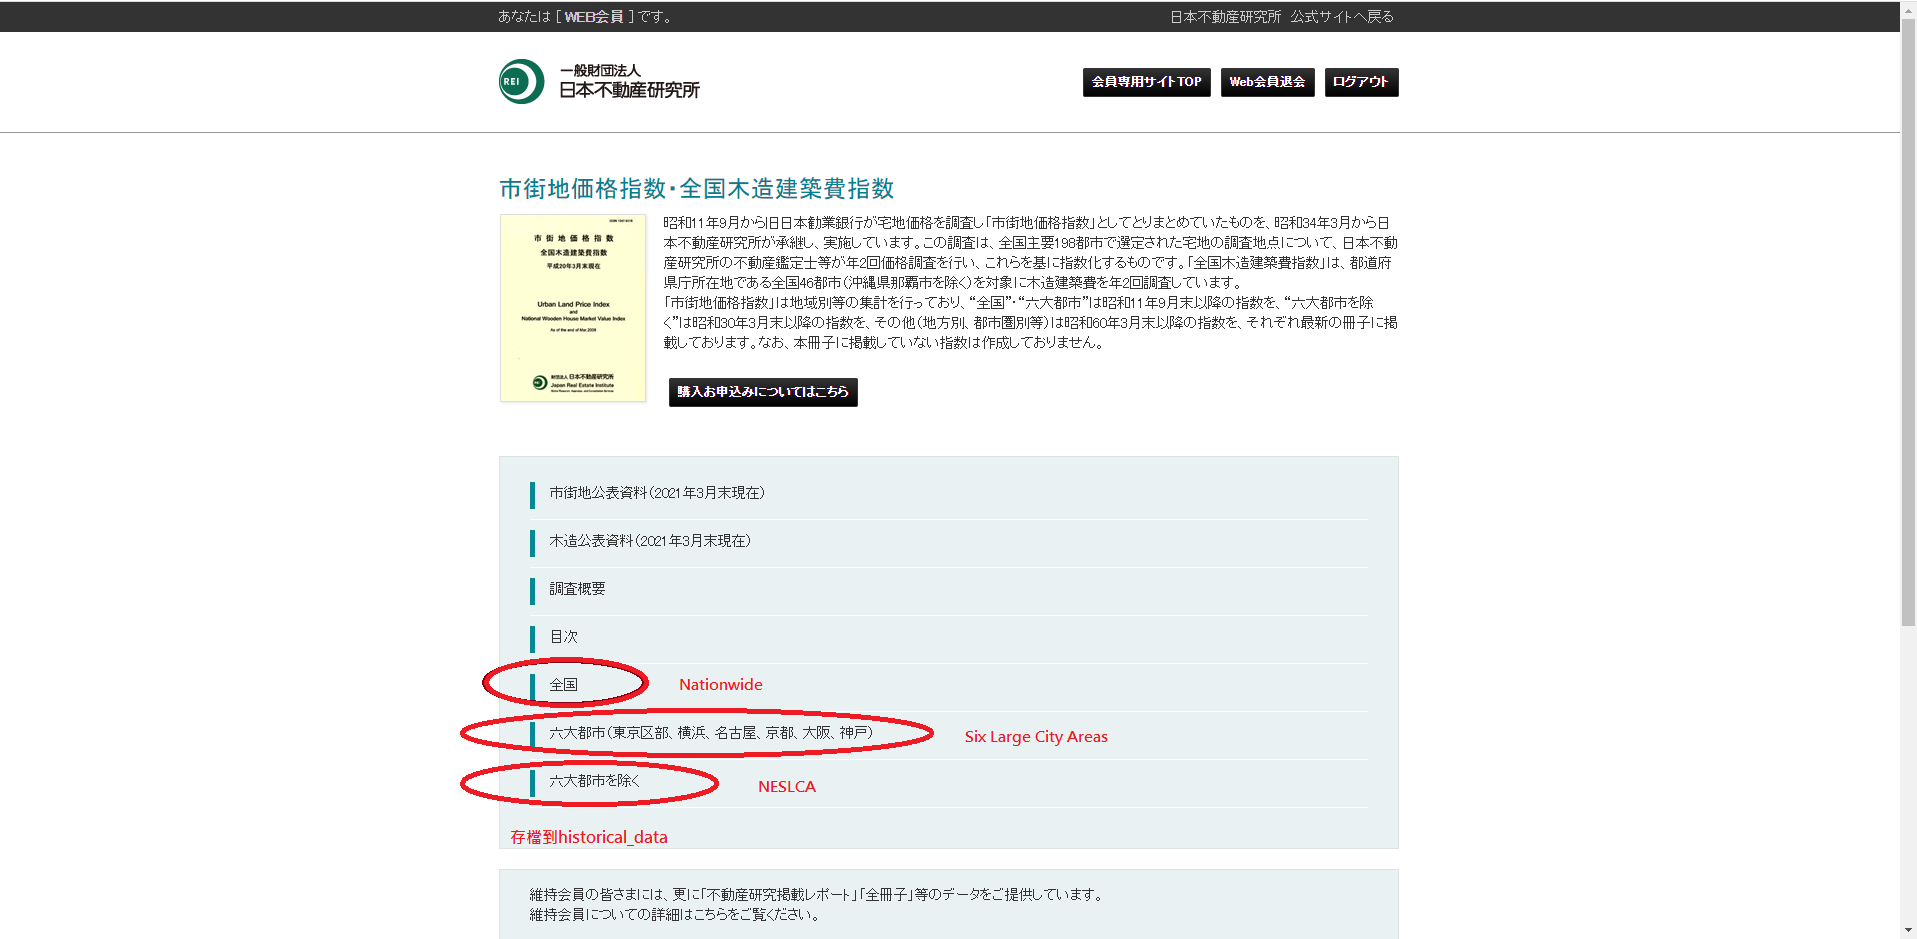 あなたは [ WEB会員 ] です。
日本不動産研究所 公式サイトへ戻る
REI
一般財団法人
日本不動産研究所
会員専用サイトTOP
Web会員退会
ログアウト
市街地価格指数・全国木造建築費指数
市街地価格指数
全国木造建築費指数
平成20年3月末現在
Urban Land Price Index
and
National Wooden House Market Value Index
As of the end of Mar 2008
財団法人 日本不動産研究所
Japan Real Estate Institute
昭和11年9月から旧日本勧業銀行が宅地価格を調査し「市街地価格指数」としてとりまとめていたものを、昭和34年3月から日
本不動産研究所が承継し、実施しています。この調査は、全国主要198都市で選定された宅地の調査地点について、日本不動
産研究所の不動産鑑定士等が年2回価格調査を行い、これらを基に指数化するものです。「全国木造建築費指数」は、都道府
県庁所在地である全国46都市（沖縄県那覇市を除く）を対象に木造建築費を年2回調査しています。
「市街地価格指数」は地域別等の集計を行っており、“全国”・“六大都市”は昭和11年9月末以降の指数を、“六大都市を除
く”は昭和30年3月末以降の指数を、その他（地方別、都市圏別等）は昭和60年3月末以降の指数を、それぞれ最新の冊子に掲
載しております。なお、本冊子に掲載していない指数は作成しておりません。
購入お申込みについてはこちら
市街地公表資料（2021年3月末現在）
木造公表資料（2021年3月末現在）
調査概要
目次
全国
Nationwide
六大都市（東京区部、横浜、名古屋、京都、大阪、神戸）
Six Large City Areas
六大都市を除く
NESLCA
存檔到historical_data
維持会員の皆さまには、更に「不動産研究掲載レポート」「全冊子」等のデータをご提供しています。
維持会員についての詳細はこちらをご覧ください。